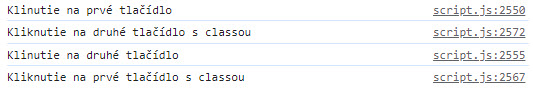 Klinutie na prvé tlačídlo script.js:2550
Kliknutie na druhé tlačídlo s classou script.js:2572
Klinutie na druhé tlačídlo script.js:2555
Kliknutie na prvé tlačídlo s classou script.js:2567